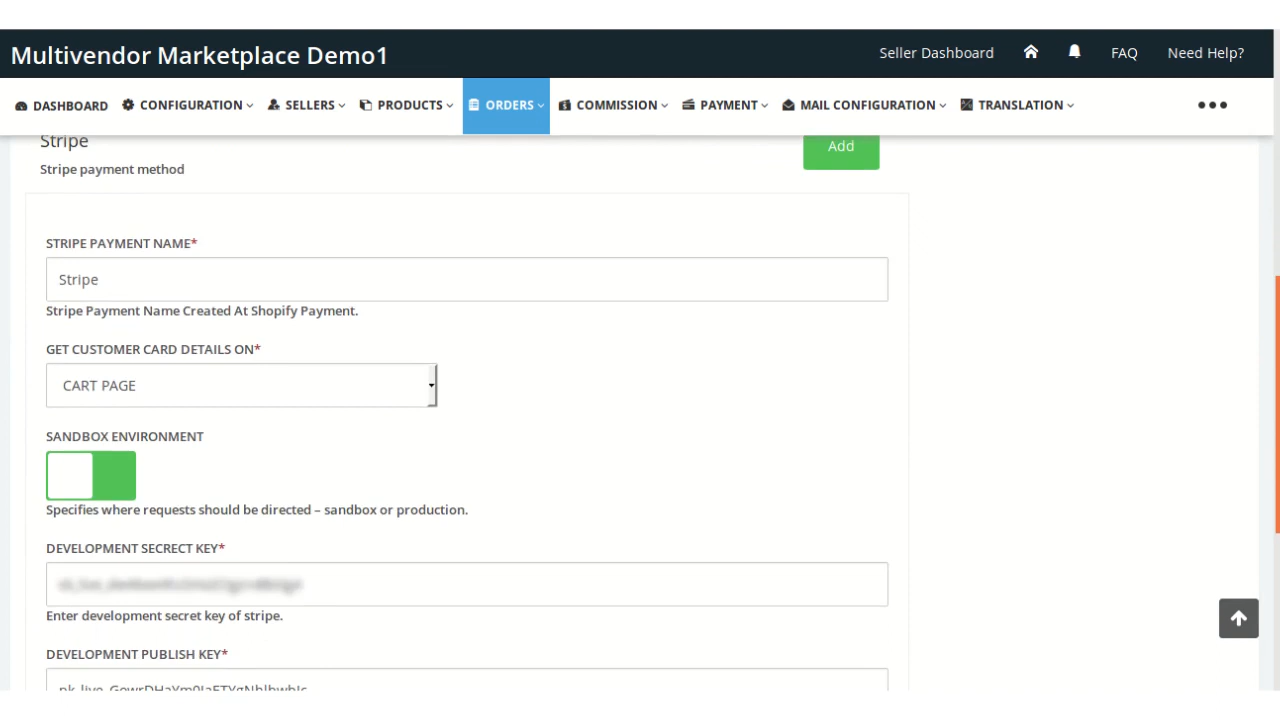 Multivendor Marketplace Demo1 Seller Dashboard FAQ Need Help?
DASHBOARD CONFIGURATION SELLERS PRODUCTS ORDERS COMMISSION PAYMENT MAIL CONFIGURATION TRANSLATION
Stripe Add
Stripe payment method
STRIPE PAYMENT NAME*
Stripe
Stripe Payment Name Created At Shopify Payment.
GET CUSTOMER CARD DETAILS ON*
CART PAGE
SANDBOX ENVIRONMENT
Specifies where requests should be directed – sandbox or production.
DEVELOPMENT SECRECT KEY*
Enter development secret key of stripe.
DEVELOPMENT PUBLISH KEY*